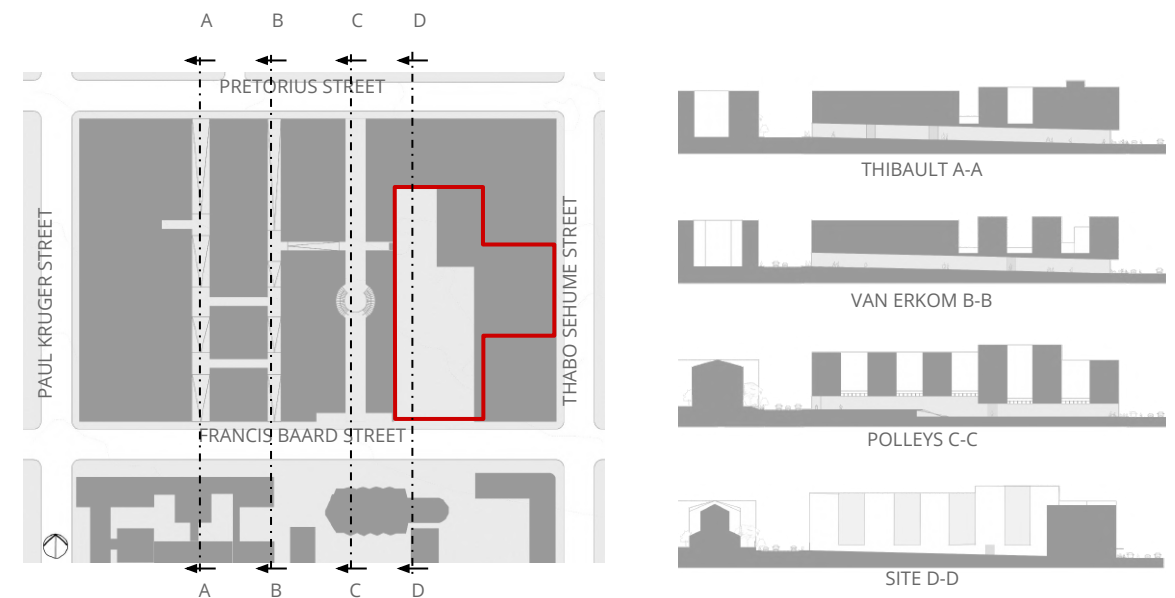 A B C D
PRETORIUS STREET
PAUL KRUGER STREET
THABO SEHUME STREET
FRANCIS BAARD STREET
A B C D
THIBAULT A-A
VAN ERKOM B-B
POLLEYS C-C
SITE D-D